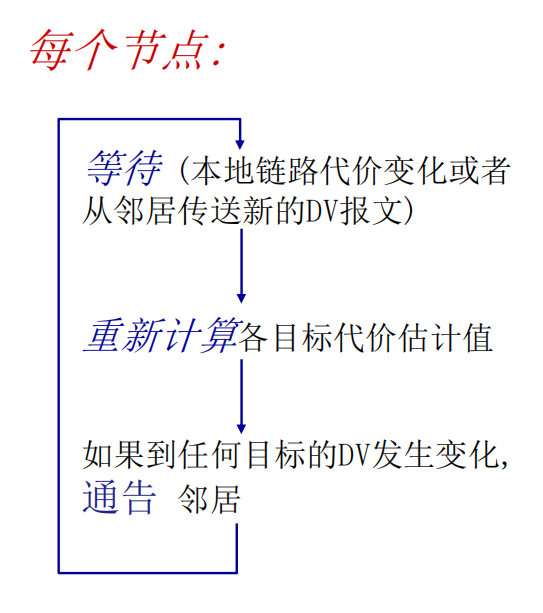 每个节点:
等待 (本地链路代价变化或者
从邻居传送新的DV报文)
重新计算各目标代价估计值
如果到任何目标的DV发生变化,
通告 邻居